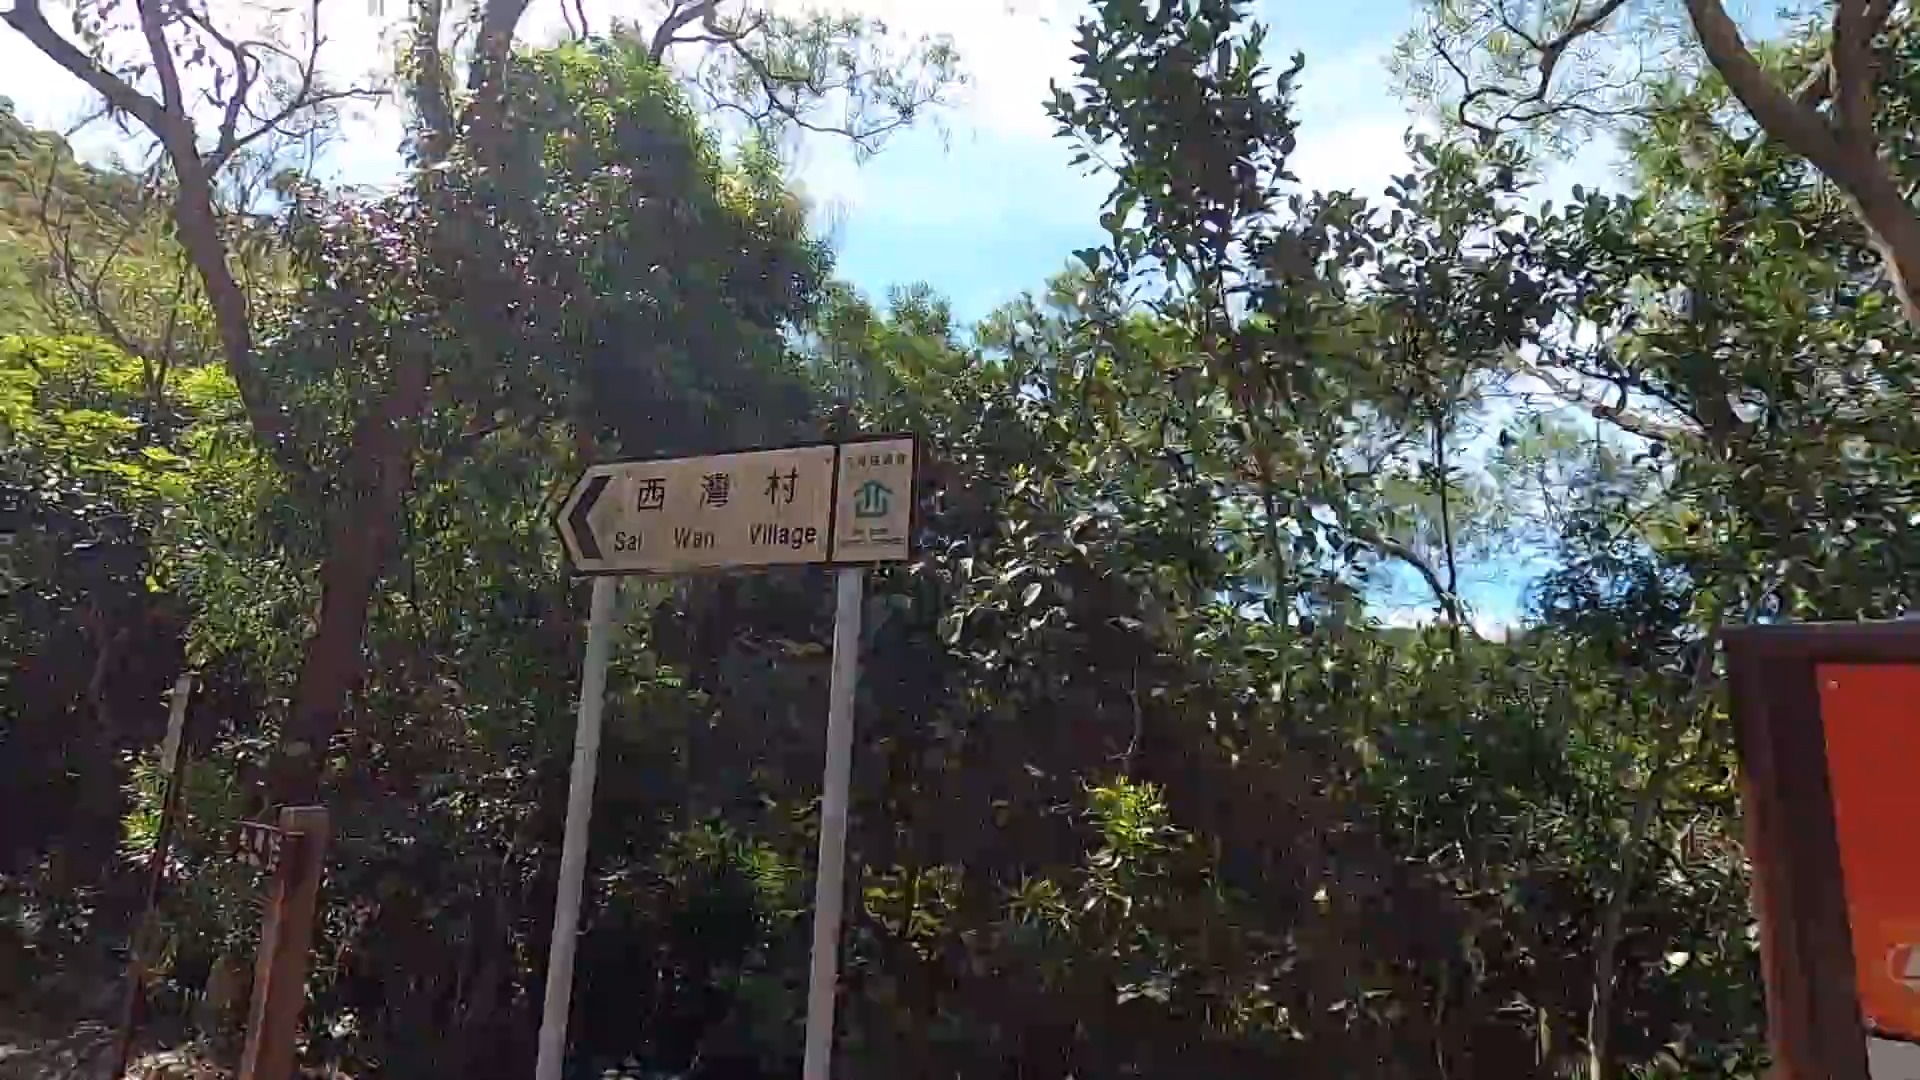 西灣村
Sai Wan Village